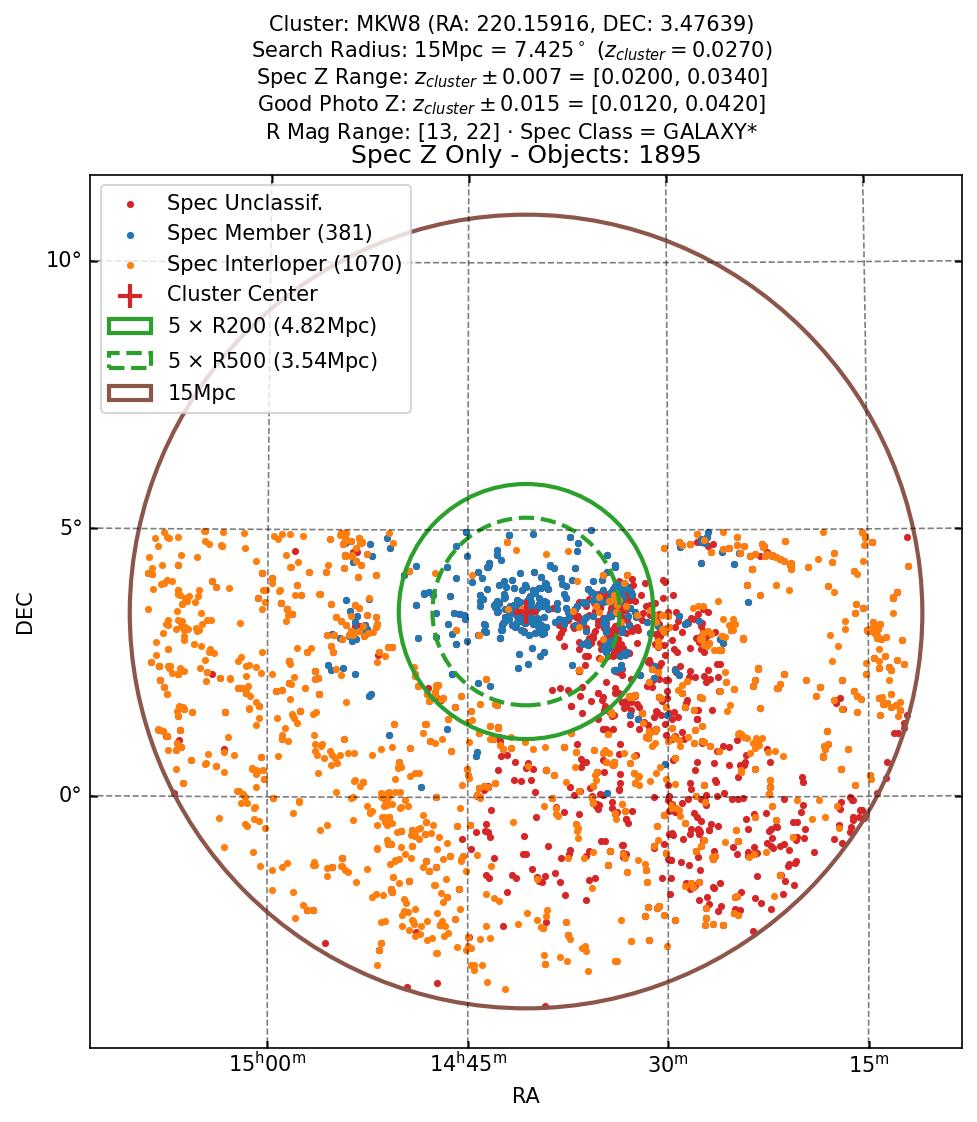 Cluster: MKW8 (RA: 220.15916, DEC: 3.47639)
Search Radius: 15Mpc = 7.425° (z_cluster = 0.0270)
Spec Z Range: z_cluster ± 0.007 = [0.0200, 0.0340]
Good Photo Z: z_cluster ± 0.015 = [0.0120, 0.0420]
R Mag Range: [13, 22] · Spec Class = GALAXY*
Spec Z Only - Objects: 1895
Spec Unclassif.
Spec Member (381)
Spec Interloper (1070)
Cluster Center
5 × R200 (4.82Mpc)
5 × R500 (3.54Mpc)
15Mpc
10°
5°
0°
DEC
15ʰ00ᵐ
14ʰ45ᵐ
30ᵐ
15ᵐ
RA